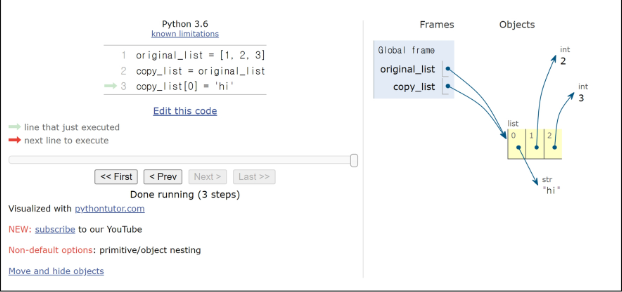 Python 3.6
known limitations
1 original_list = [1, 2, 3]
2 copy_list = original_list
3 copy_list[0] = 'hi'
Edit this code
line that just executed
next line to execute
<< First
< Prev
Next >
Last >>
Done running (3 steps)
Visualized with pythontutor.com
NEW: subscribe to our YouTube
Non-default options: primitive/object nesting
Move and hide objects
Frames
Objects
Global frame
original_list
copy_list
list
0 1 2
int
2
int
3
str
"hi"